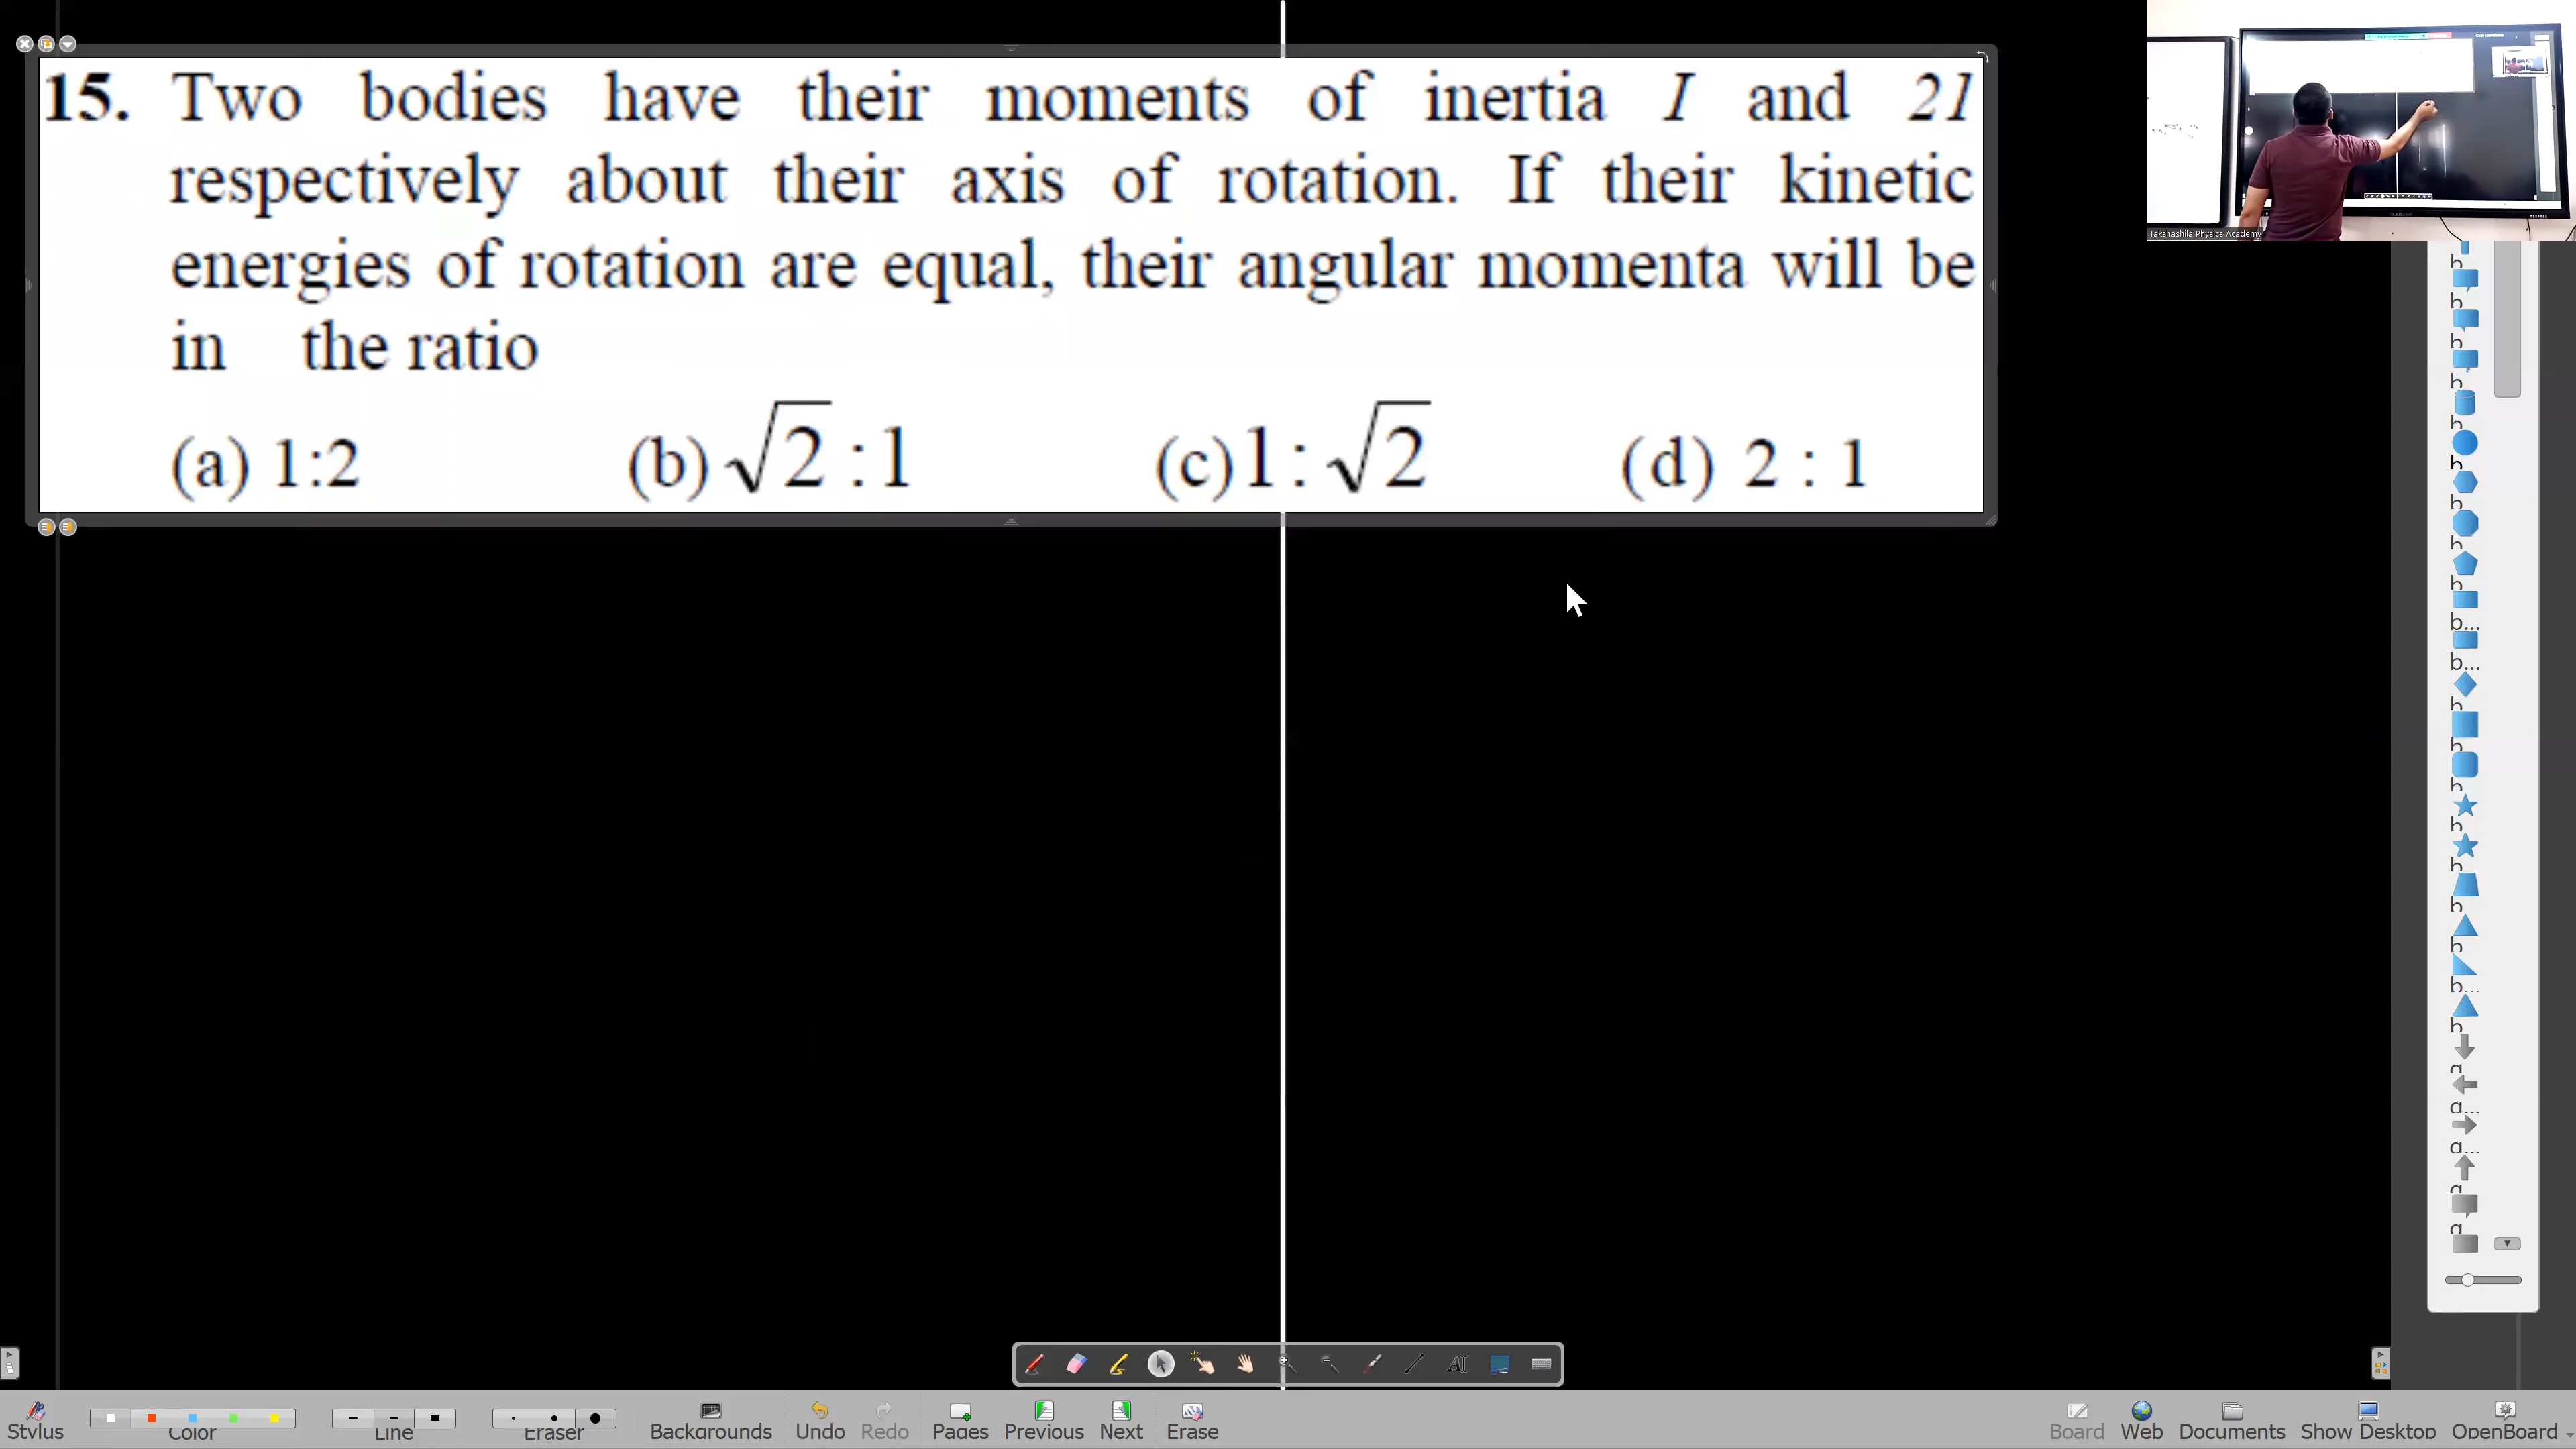 15. Two bodies have their moments of inertia I and 21
respectively about their axis of rotation. If their kinetic
energies of rotation are equal, their angular momenta will be
in the ratio
(a) 1:2 (b) √2 : 1 (c) 1 : √2 (d) 2 : 1
Takshashila Physics Academy
b
b
b
b
b
b
b
b
b
b...
b...
b
b
b
b
b
b
b
b...
b
a
a...
a...
a
a
Stylus Color Line Eraser Backgrounds Undo Redo Pages Previous Next Erase Board Web Documents Show Desktop OpenBoard